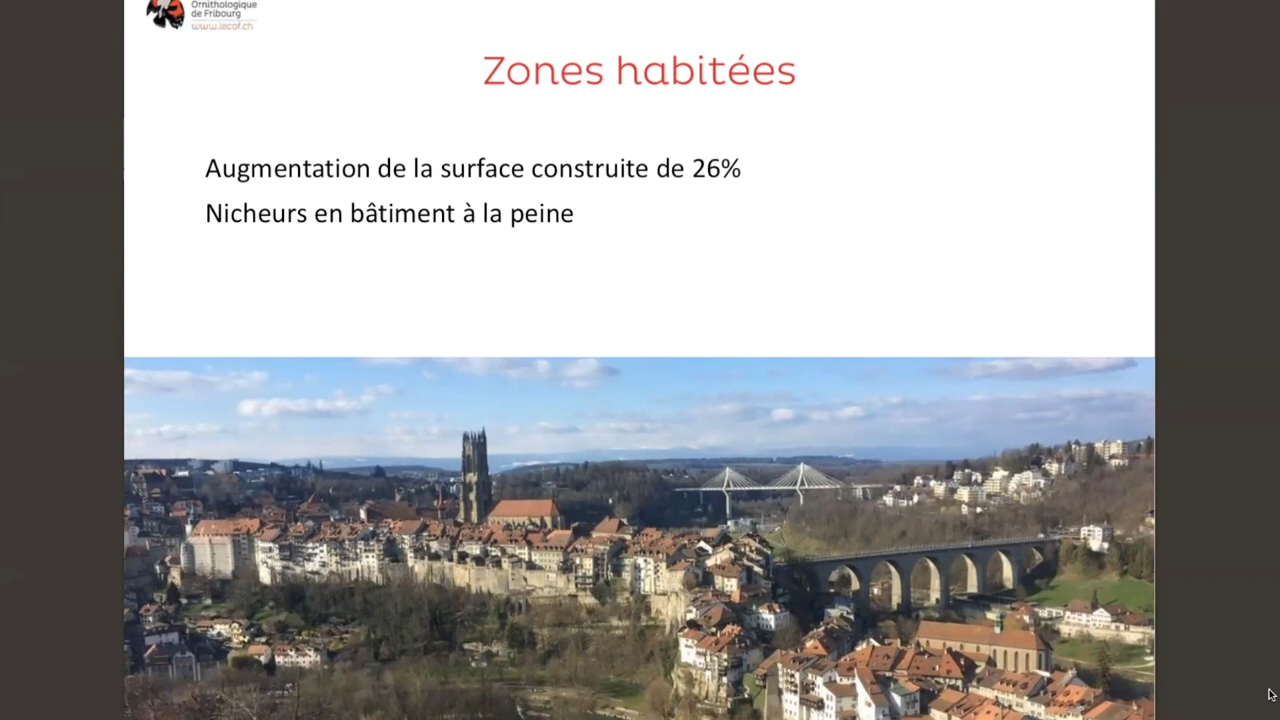 Ornithologique
de Fribourg
www.lecof.ch
Zones habitées
Augmentation de la surface construite de 26%
Nicheurs en bâtiment à la peine